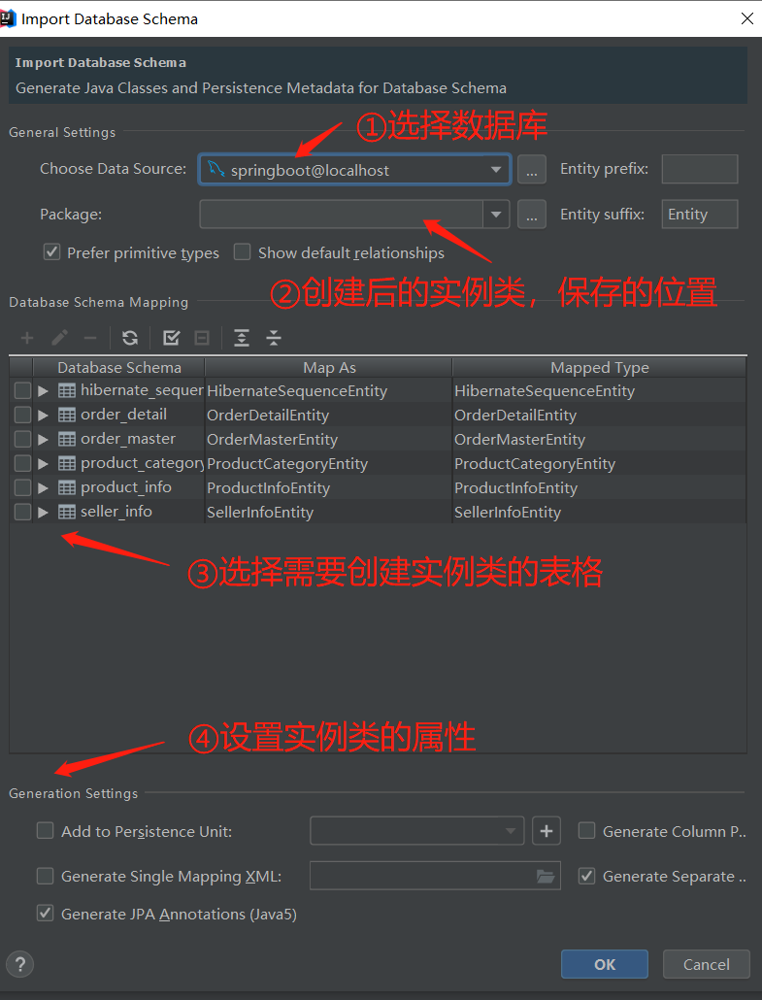 Import Database Schema
Import Database Schema
Generate Java Classes and Persistence Metadata for Database Schema
①选择数据库
General Settings
Choose Data Source: springboot@localhost ... Entity prefix:
Package: ... Entity suffix: Entity
Prefer primitive types Show default relationships
②创建后的实例类，保存的位置
Database Schema Mapping
Database Schema Map As Mapped Type
hibernate_sequer HibernateSequenceEntity HibernateSequenceEntity
order_detail OrderDetailEntity OrderDetailEntity
order_master OrderMasterEntity OrderMasterEntity
product_category ProductCategoryEntity ProductCategoryEntity
product_info ProductInfoEntity ProductInfoEntity
seller_info SellerInfoEntity SellerInfoEntity
③选择需要创建实例类的表格
④设置实例类的属性
Generation Settings
Add to Persistence Unit: Generate Column P..
Generate Single Mapping XML: Generate Separate ..
Generate JPA Annotations (Java5)
? OK Cancel